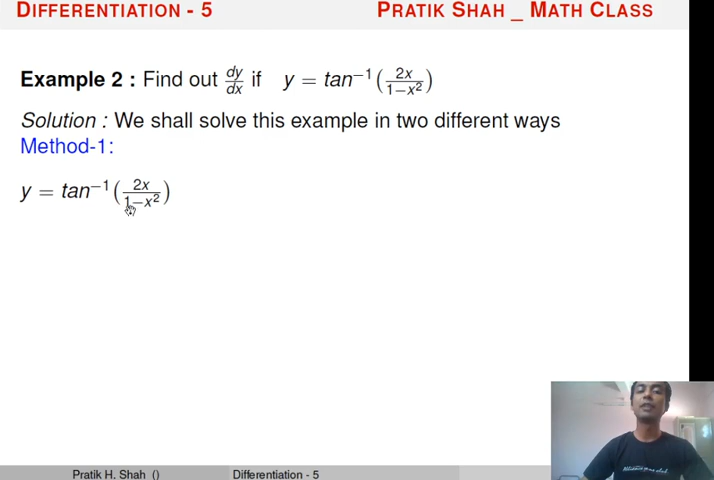 DIFFERENTIATION - 5 PRATIK SHAH _ MATH CLASS
Example 2 : Find out dy/dx if y = tan⁻¹(2x/(1−x²))
Solution : We shall solve this example in two different ways
Method-1:
y = tan⁻¹(2x/(1−x²))
Pratik H. Shah () Differentiation - 5